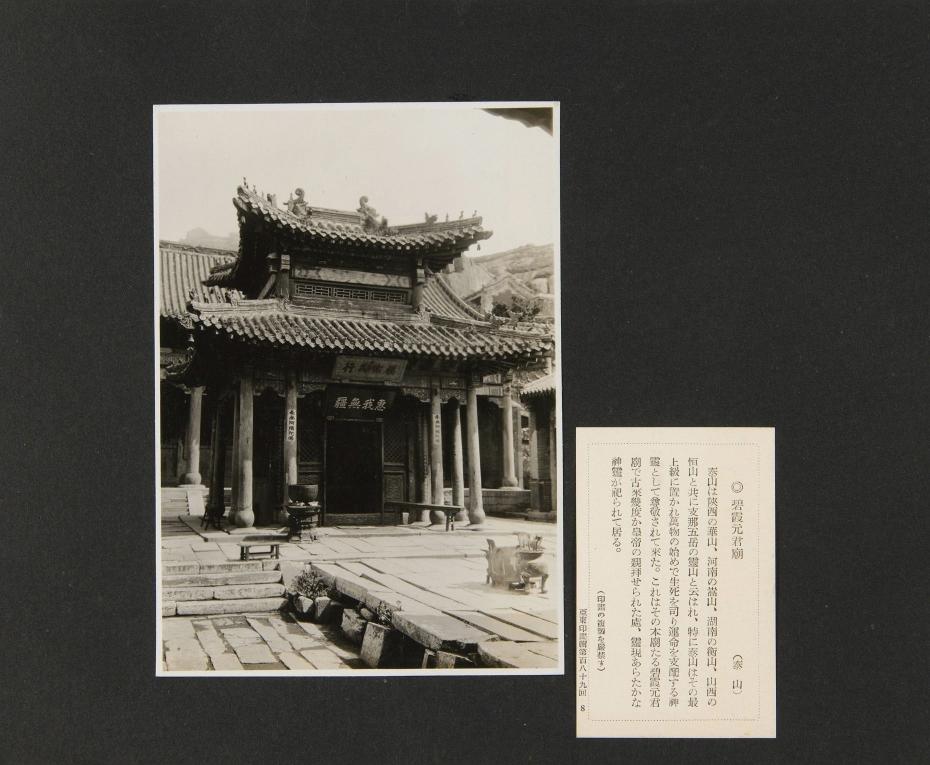 惠我無疆
◎ 碧霞元君廟 (泰山)
泰山は陝西の華山、河南の嵩山、湖南の衡山、山西の
恒山と共に支那五岳の靈山と云はれ、特に泰山はその最
上級に置かれ萬物の始めで生死を司り運命を支配する神
靈として尊敬されて來た。これはその本廟たる碧霞元君
廟で古來幾度か皇帝の親拜せられた處、靈現あらたかな
神靈が祀られて居る。
(印畫の複製を嚴禁す)
亞東印畫輯第百八十九回 8